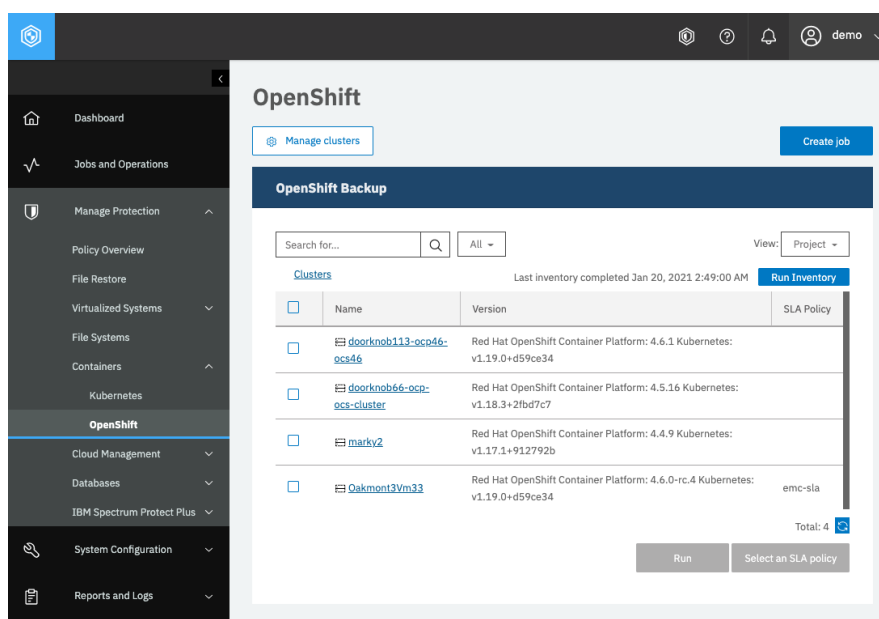 demo
Dashboard
Jobs and Operations
Manage Protection
Policy Overview
File Restore
Virtualized Systems
File Systems
Containers
Kubernetes
OpenShift
Cloud Management
Databases
IBM Spectrum Protect Plus
System Configuration
Reports and Logs
OpenShift
Manage clusters
Create job
OpenShift Backup
Search for...
All
View:
Project
Clusters
Last inventory completed Jan 20, 2021 2:49:00 AM
Run Inventory
Name
Version
SLA Policy
doorknob113-ocp46-
ocs46
Red Hat OpenShift Container Platform: 4.6.1 Kubernetes:
v1.19.0+d59ce34
doorknob66-ocp-
ocs-cluster
Red Hat OpenShift Container Platform: 4.5.16 Kubernetes:
v1.18.3+2fbd7c7
marky2
Red Hat OpenShift Container Platform: 4.4.9 Kubernetes:
v1.17.1+912792b
Oakmont3Vm33
Red Hat OpenShift Container Platform: 4.6.0-rc.4 Kubernetes:
v1.19.0+d59ce34
emc-sla
Total: 4
Run
Select an SLA policy